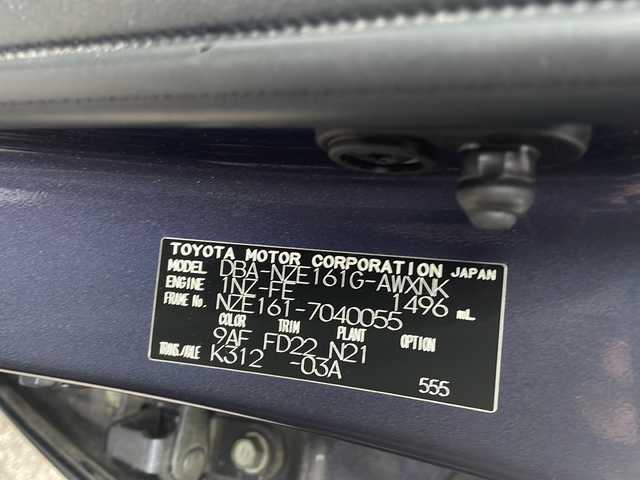 TOYOTA MOTOR CORPORATION JAPAN
MODEL DBA-NZE161G-AWXNK
ENGINE 1NZ-FE 1496 mL
FRAME No. NZE161-7040055
COLOR TRIM PLANT OPTION
9AF FD22 N21
TRANS./AXLE K312 -03A
555